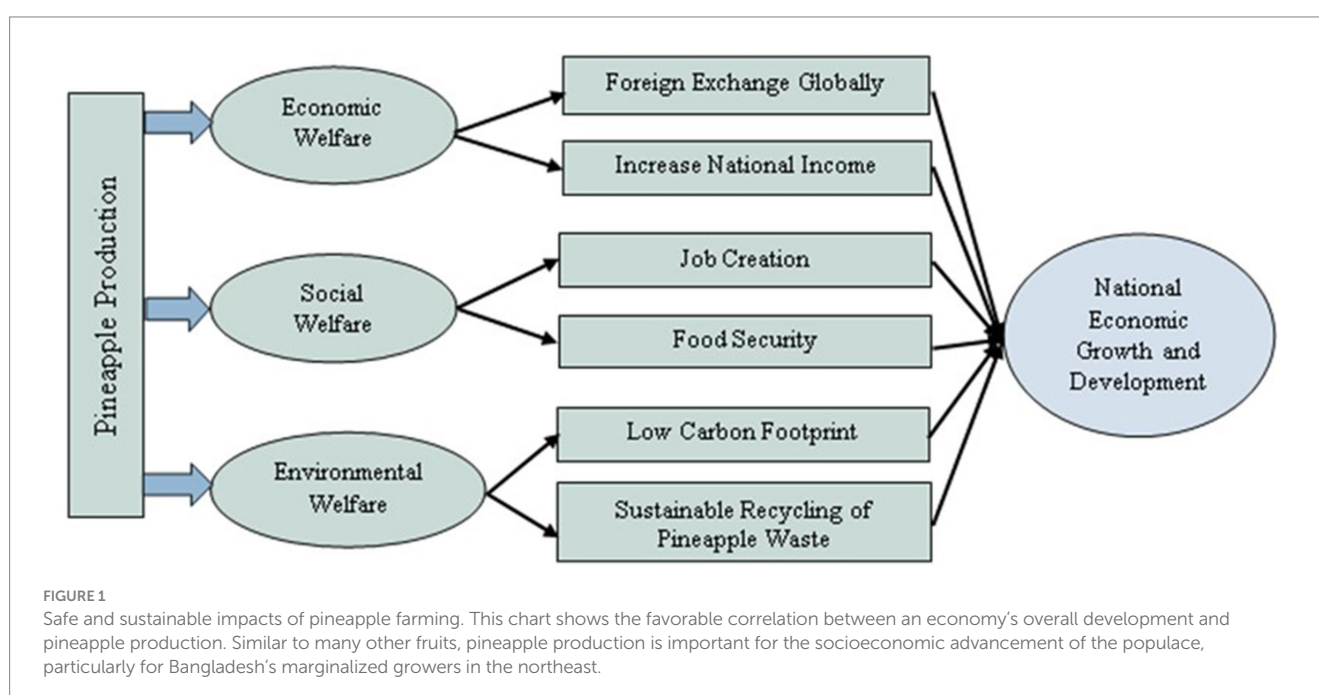 Pineapple Production
Economic
Welfare
Social
Welfare
Environmental
Welfare
Foreign Exchange Globally
Increase National Income
Job Creation
Food Security
Low Carbon Footprint
Sustainable Recycling of
Pineapple Waste
National
Economic
Growth and
Development
FIGURE 1
Safe and sustainable impacts of pineapple farming. This chart shows the favorable correlation between an economy’s overall development and
pineapple production. Similar to many other fruits, pineapple production is important for the socioeconomic advancement of the populace,
particularly for Bangladesh’s marginalized growers in the northeast.